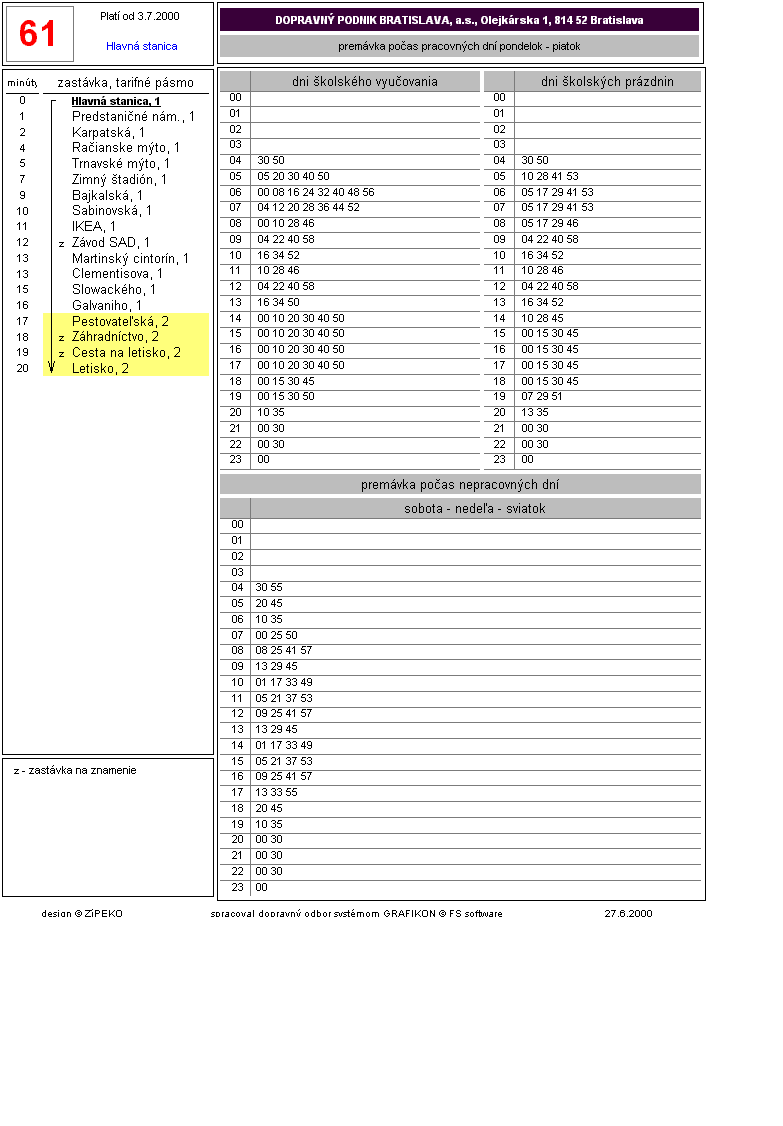 61
Platí od 3.7.2000
Hlavná stanica
DOPRAVNÝ PODNIK BRATISLAVA, a.s., Olejkárska 1, 814 52 Bratislava
premávka počas pracovných dní pondelok - piatok
minúty zastávka, tarifné pásmo
0 Hlavná stanica, 1
1 Predstaničné nám., 1
2 Karpatská, 1
4 Račianske mýto, 1
5 Trnavské mýto, 1
7 Zimný štadión, 1
9 Bajkalská, 1
10 Sabinovská, 1
11 IKEA, 1
12 z Závod SAD, 1
13 Martinský cintorín, 1
13 Clementisova, 1
15 Slowackého, 1
16 Galvaniho, 1
17 Pestovateľská, 2
18 z Záhradníctvo, 2
19 z Cesta na letisko, 2
20 Letisko, 2
z - zastávka na znamenie
dni školského vyučovania
00
01
02
03
04 30 50
05 05 20 30 40 50
06 00 08 16 24 32 40 48 56
07 04 12 20 28 36 44 52
08 00 10 28 46
09 04 22 40 58
10 16 34 52
11 10 28 46
12 04 22 40 58
13 16 34 50
14 00 10 20 30 40 50
15 00 10 20 30 40 50
16 00 10 20 30 40 50
17 00 10 20 30 40 50
18 00 15 30 45
19 00 15 30 50
20 10 35
21 00 30
22 00 30
23 00
dni školských prázdnin
00
01
02
03
04 30 50
05 10 28 41 53
06 05 17 29 41 53
07 05 17 29 41 53
08 05 17 29 46
09 04 22 40 58
10 16 34 52
11 10 28 46
12 04 22 40 58
13 16 34 52
14 10 28 45
15 00 15 30 45
16 00 15 30 45
17 00 15 30 45
18 00 15 30 45
19 07 29 51
20 13 35
21 00 30
22 00 30
23 00
premávka počas nepracovných dní
sobota - nedeľa - sviatok
00
01
02
03
04 30 55
05 20 45
06 10 35
07 00 25 50
08 08 25 41 57
09 13 29 45
10 01 17 33 49
11 05 21 37 53
12 09 25 41 57
13 13 29 45
14 01 17 33 49
15 05 21 37 53
16 09 25 41 57
17 13 33 55
18 20 45
19 10 35
20 00 30
21 00 30
22 00 30
23 00
design © ZíPEKO spracoval dopravný odbor systémom GRAFIKON © FS software 27.6.2000